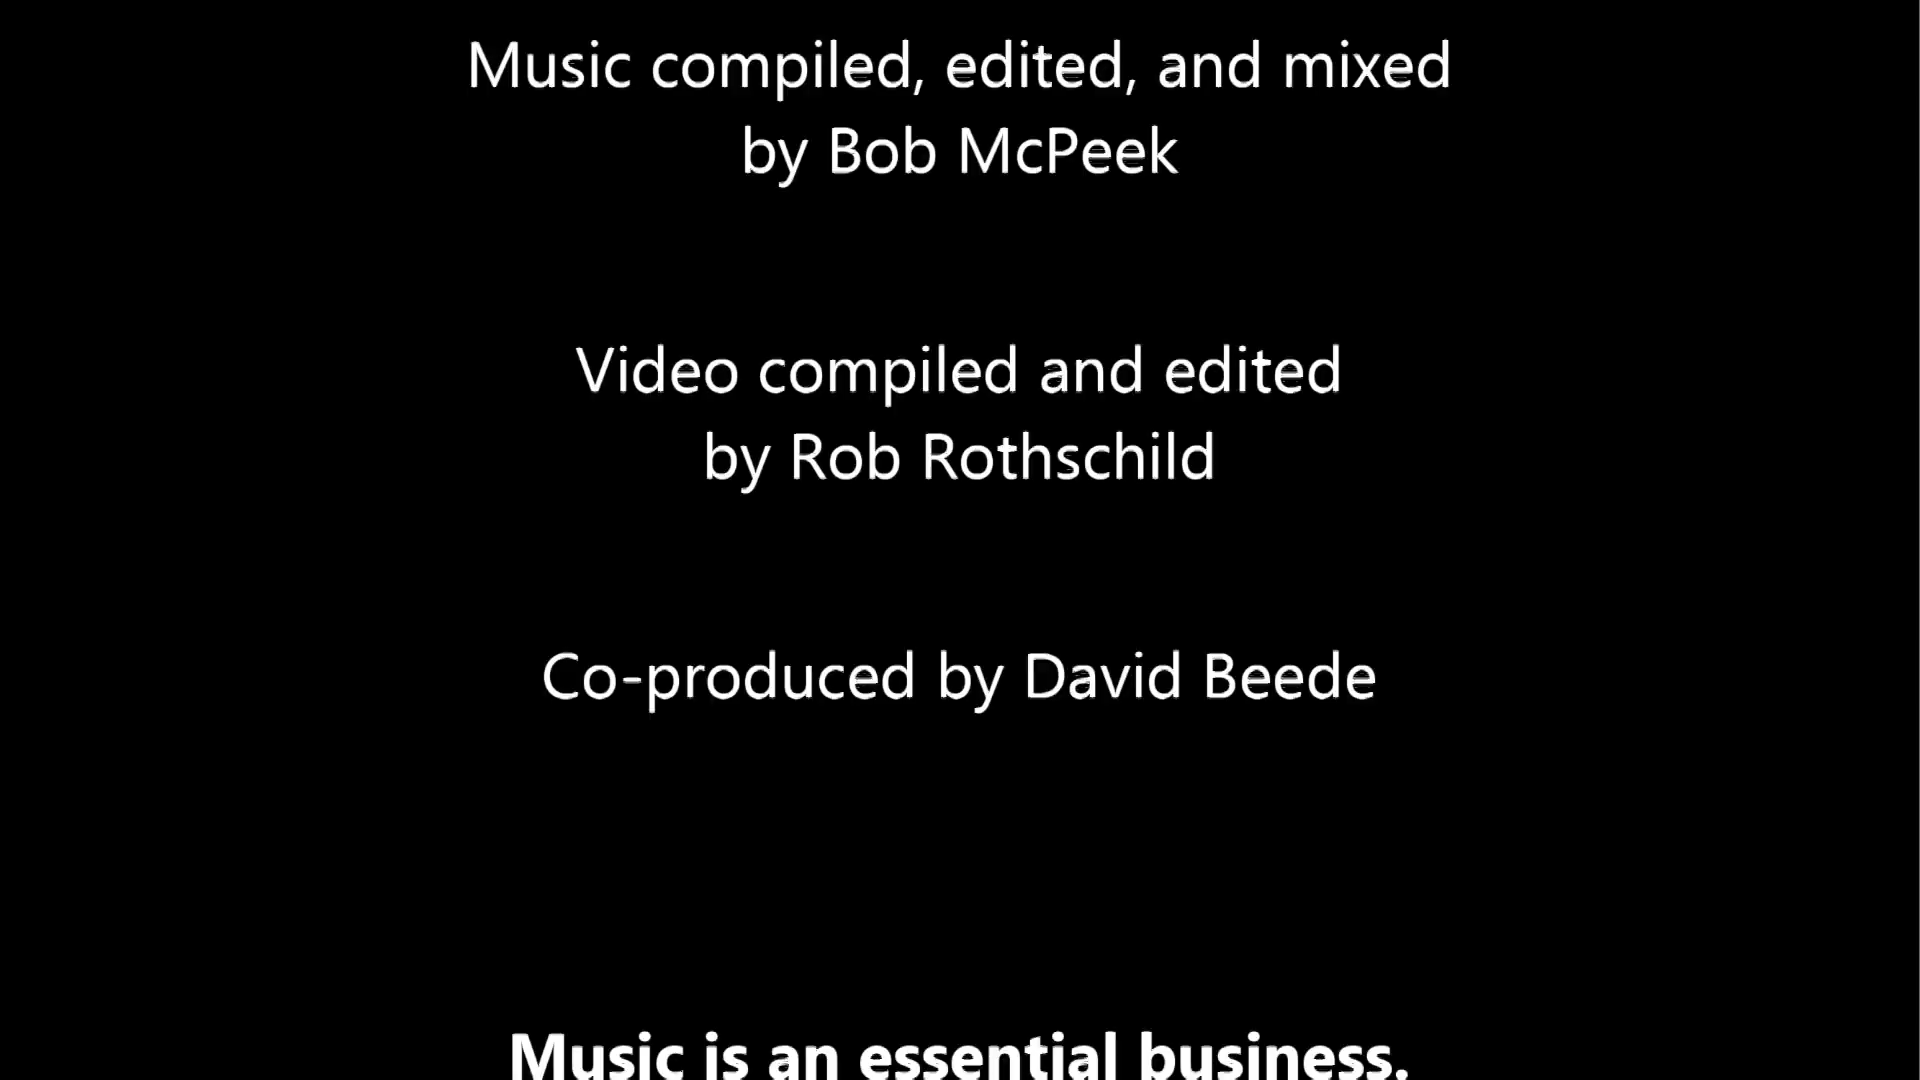 Music compiled, edited, and mixed
by Bob McPeek
Video compiled and edited
by Rob Rothschild
Co-produced by David Beede
Music is an essential business.